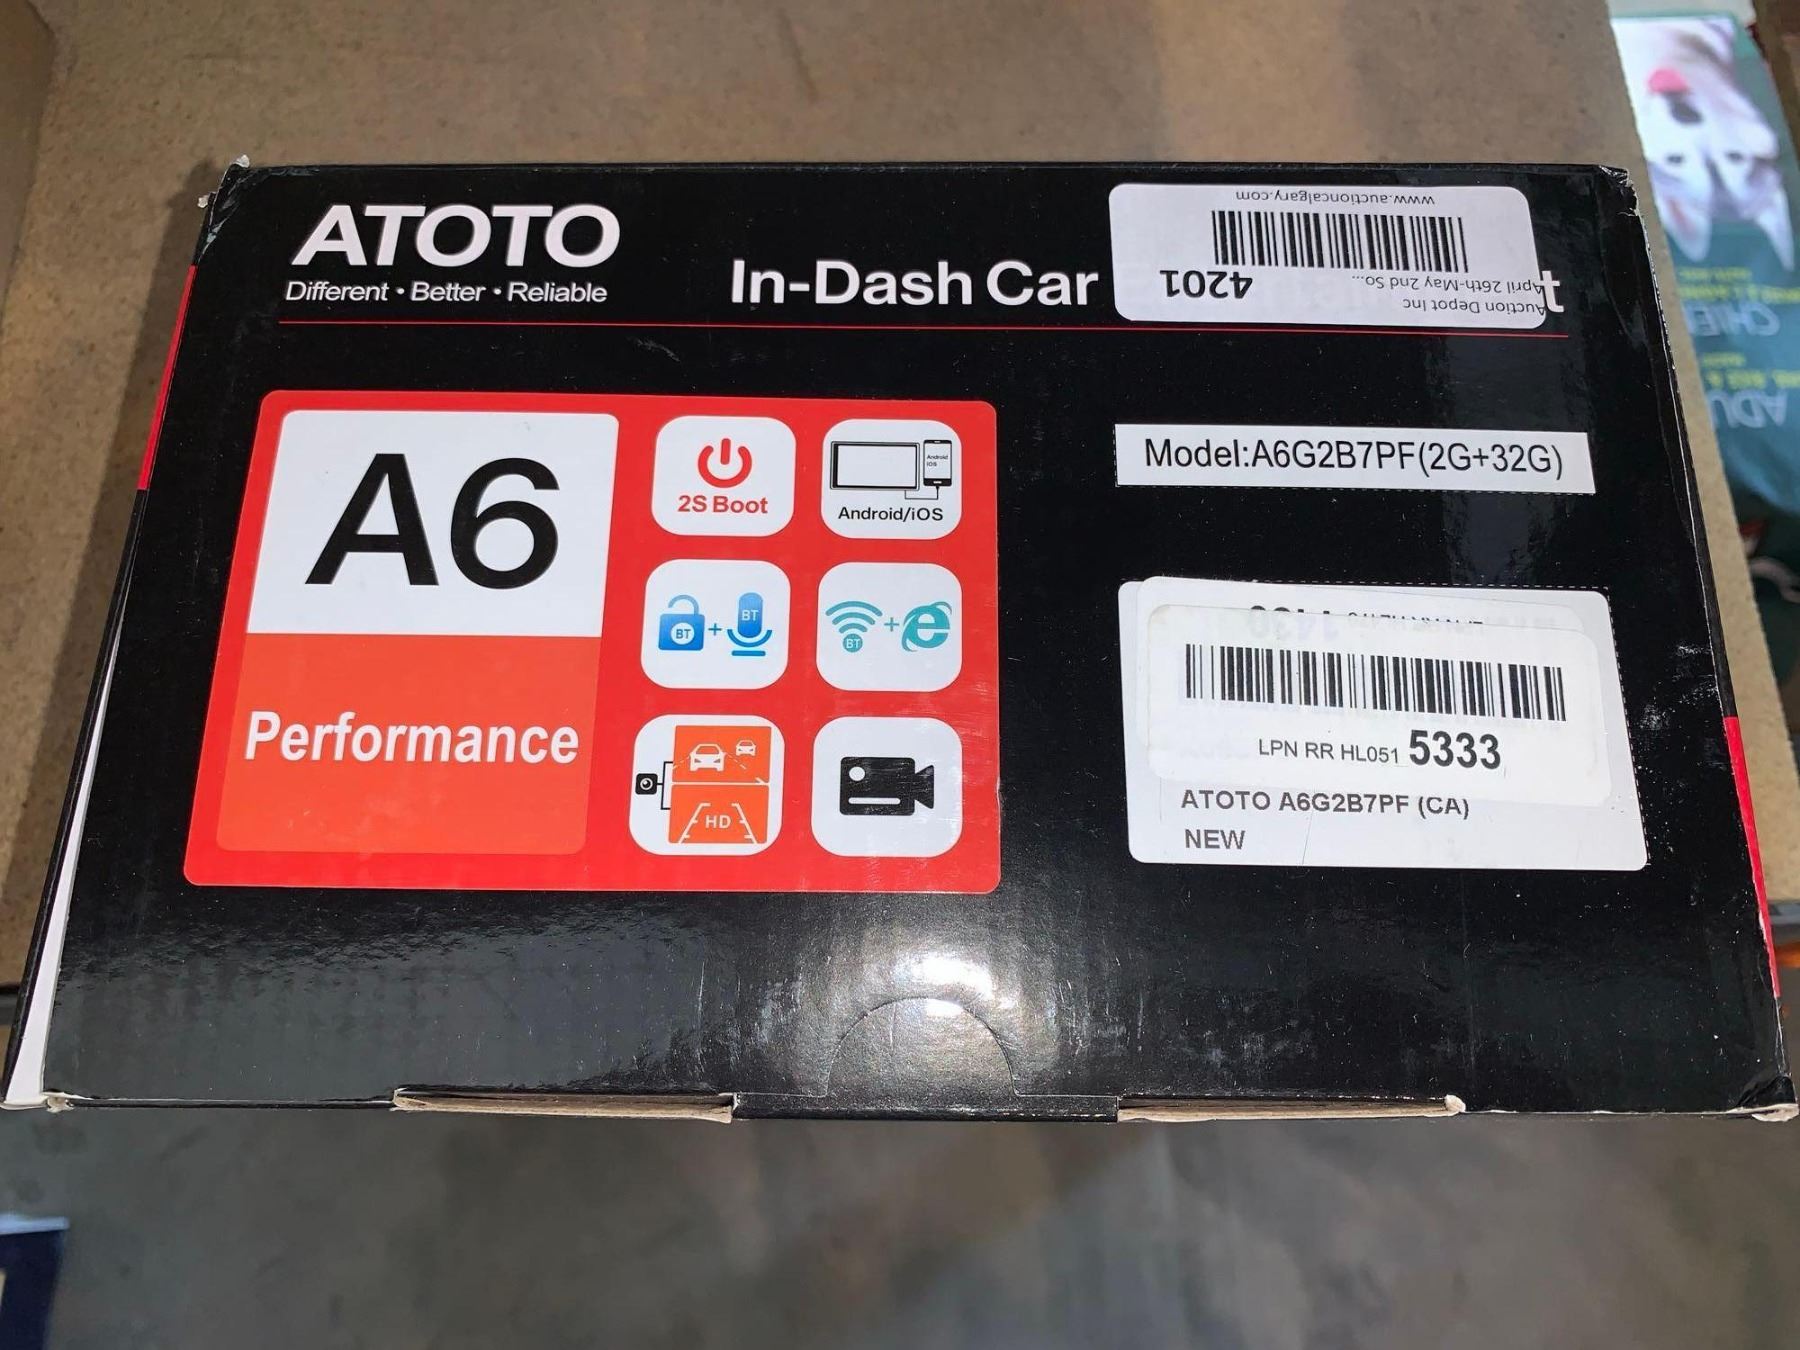 ATOTO
Different · Better · Reliable
In-Dash Car
t
www.auctioncalgary.com
4201
April 26th-May 2nd So...
Auction Depot Inc
A6
Performance
2S Boot
Android
IOS
Android/iOS
BT
+
BT
BT
+
HD
Model:A6G2B7PF(2G+32G)
LPN RR HL051 5333
ATOTO A6G2B7PF (CA)
NEW